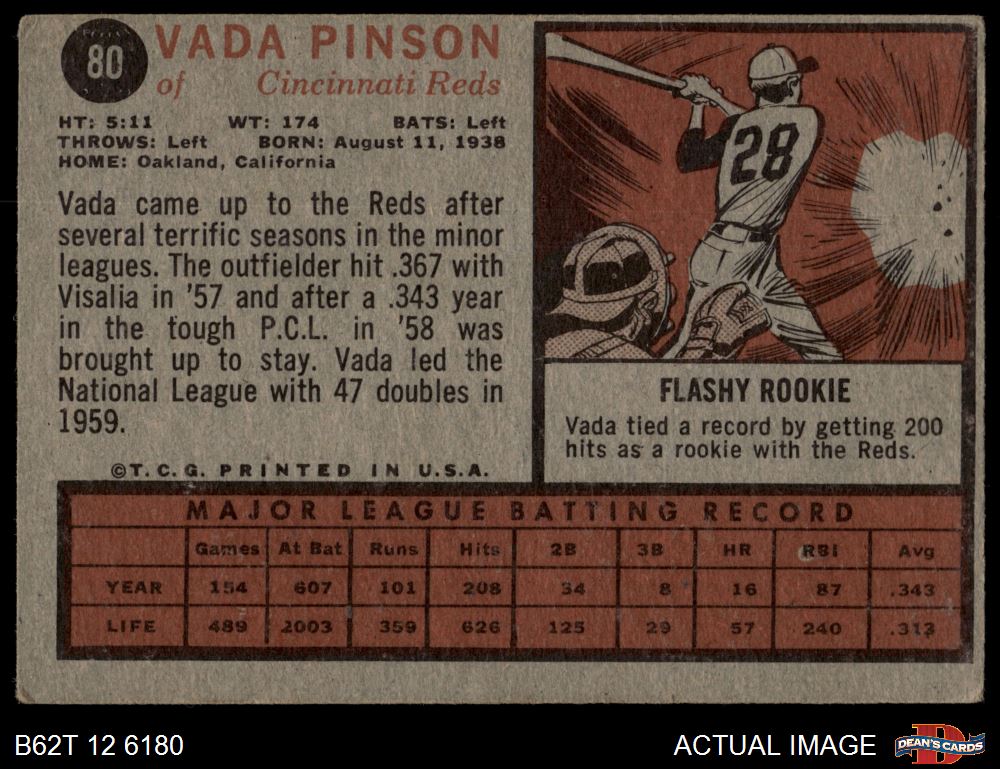 80
VADA PINSON
of Cincinnati Reds
HT: 5:11 WT: 174 BATS: Left
THROWS: Left BORN: August 11, 1938
HOME: Oakland, California
Vada came up to the Reds after
several terrific seasons in the minor
leagues. The outfielder hit .367 with
Visalia in '57 and after a .343 year
in the tough P.C.L. in '58 was
brought up to stay. Vada led the
National League with 47 doubles in
1959.
©T.C.G. PRINTED IN U.S.A.
28
FLASHY ROOKIE
Vada tied a record by getting 200
hits as a rookie with the Reds.
MAJOR LEAGUE BATTING RECORD
Games At Bat Runs Hits 2B 3B HR RBI Avg
YEAR 154 607 101 208 34 8 16 87 .343
LIFE 489 2003 359 626 125 29 57 240 .313
B62T 12 6180
ACTUAL IMAGE
D
DEAN'S CARDS